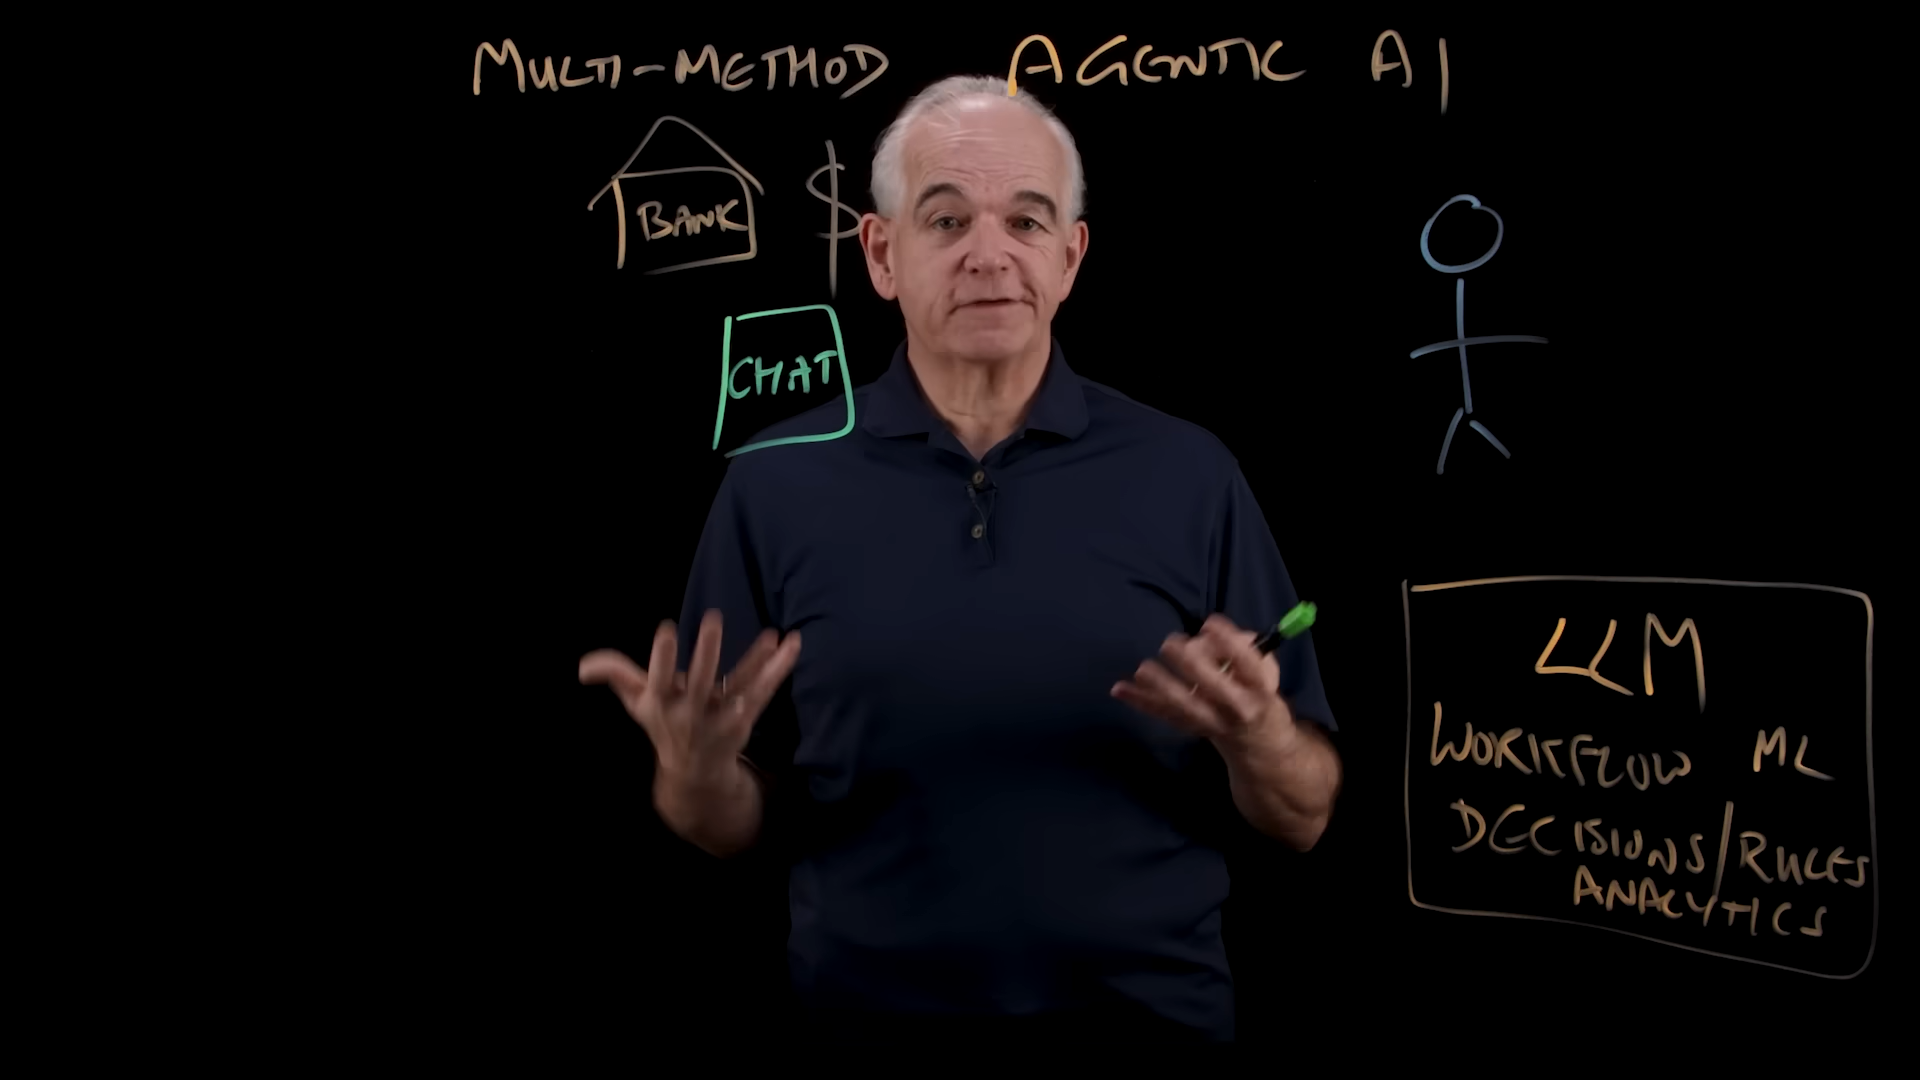 MULTI-METHOD AGENTIC AI
BANK $
CHAT
LLM
WORKFLOW ML
DECISIONS/RULES
ANALYTICS